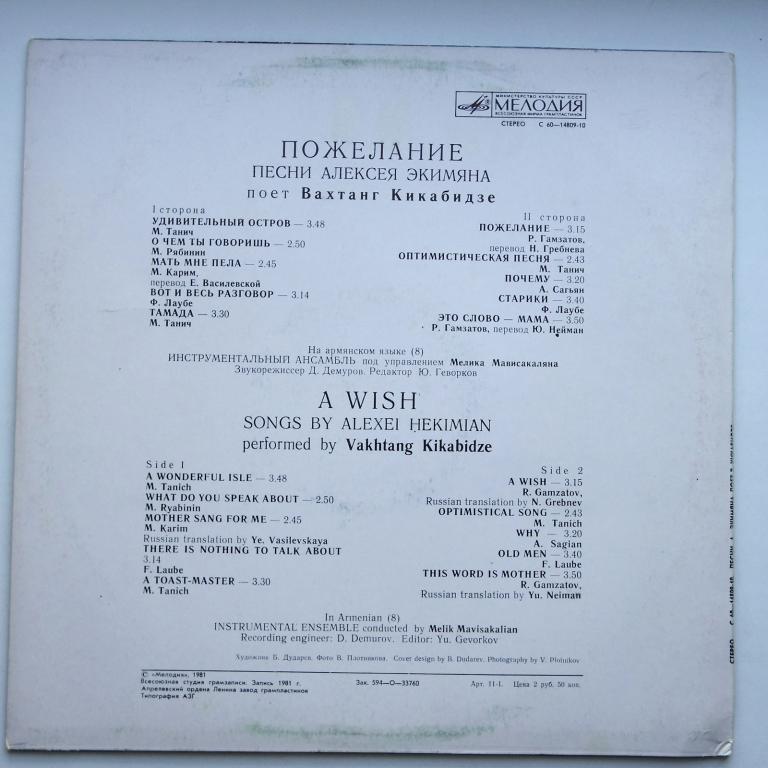 МИНИСТЕРСТВО КУЛЬТУРЫ СССР
МЕЛОДИЯ
ВСЕСОЮЗНАЯ ФИРМА ГРАМПЛАСТИНОК
СТЕРЕО С 60—14809-10
ПОЖЕЛАНИЕ
ПЕСНИ АЛЕКСЕЯ ЭКИМЯНА
поет Вахтанг Кикабидзе
I сторона
УДИВИТЕЛЬНЫЙ ОСТРОВ — 3.48
М. Танич
О ЧЕМ ТЫ ГОВОРИШЬ — 2.50
М. Рябинин
МАТЬ МНЕ ПЕЛА — 2.45
М. Карим,
перевод Е. Василевской
ВОТ И ВЕСЬ РАЗГОВОР — 3.14
Ф. Лаубе
ТАМАДА — 3.30
М. Танич
II сторона
ПОЖЕЛАНИЕ — 3.15
Р. Гамзатов,
перевод Н. Гребнева
ОПТИМИСТИЧЕСКАЯ ПЕСНЯ — 2.43
М. Танич
ПОЧЕМУ — 3.20
А. Сагьян
СТАРИКИ — 3.40
Ф. Лаубе
ЭТО СЛОВО — МАМА — 3.50
Р. Гамзатов, перевод Ю. Нейман
На армянском языке (8)
ИНСТРУМЕНТАЛЬНЫЙ АНСАМБЛЬ под управлением Мелика Мависакаляна
Звукорежиссер Д. Демуров. Редактор Ю. Геворков
A WISH
SONGS BY ALEXEI HEKIMIAN
performed by Vakhtang Kikabidze
Side 1
A WONDERFUL ISLE — 3.48
M. Tanich
WHAT DO YOU SPEAK ABOUT — 2.50
M. Ryabinin
MOTHER SANG FOR ME — 2.45
M. Karim
Russian translation by Ye. Vasilevskaya
THERE IS NOTHING TO TALK ABOUT
3.14
F. Laube
A TOAST-MASTER — 3.30
M. Tanich
Side 2
A WISH — 3.15
R. Gamzatov,
Russian translation by N. Grebnev
OPTIMISTICAL SONG — 2.43
M. Tanich
WHY — 3.20
A. Sagian
OLD MEN — 3.40
F. Laube
THIS WORD IS MOTHER — 3.50
R. Gamzatov,
Russian translation by Yu. Neiman
In Armenian (8)
INSTRUMENTAL ENSEMBLE conducted by Melik Mavisakalian
Recording engineer: D. Demurov. Editor: Yu. Gevorkov
Художник Б. Дударев. Фото В. Плотникова. Cover design by B. Dudarev. Photography by V. Plotnikov
© «Мелодия», 1981
Всесоюзная студия грамзаписи. Запись 1981 г.
Апрелевский ордена Ленина завод грампластинок
Типография АЗГ
Зак. 594—О—33760
Арт. 11-1. Цена 2 руб. 50 коп.
СТЕРЕО